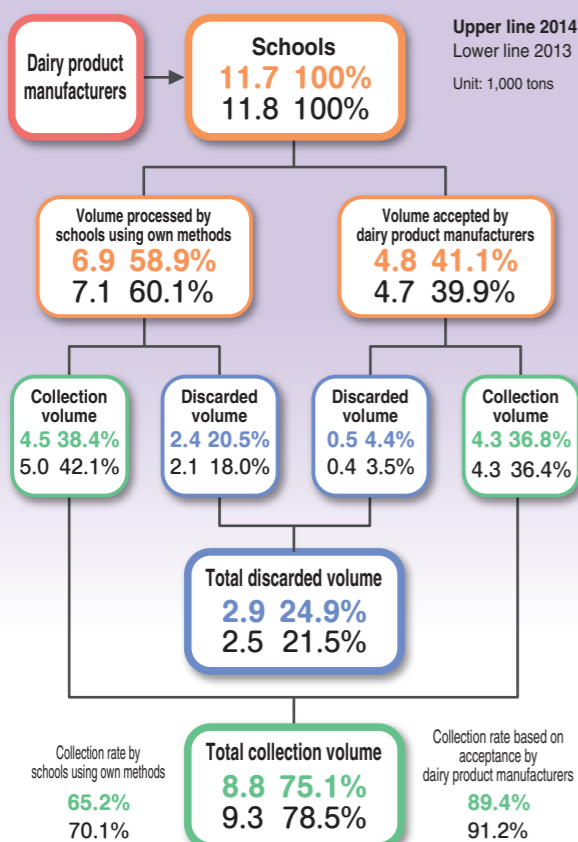 Dairy product
manufacturers
Schools
11.7 100%
11.8 100%
Upper line 2014
Lower line 2013
Unit: 1,000 tons
Volume processed by
schools using own methods
6.9 58.9%
7.1 60.1%
Volume accepted by
dairy product manufacturers
4.8 41.1%
4.7 39.9%
Collection
volume
4.5 38.4%
5.0 42.1%
Discarded
volume
2.4 20.5%
2.1 18.0%
Discarded
volume
0.5 4.4%
0.4 3.5%
Collection
volume
4.3 36.8%
4.3 36.4%
Total discarded volume
2.9 24.9%
2.5 21.5%
Collection rate by
schools using own methods
65.2%
70.1%
Total collection volume
8.8 75.1%
9.3 78.5%
Collection rate based on
acceptance by
dairy product manufacturers
89.4%
91.2%